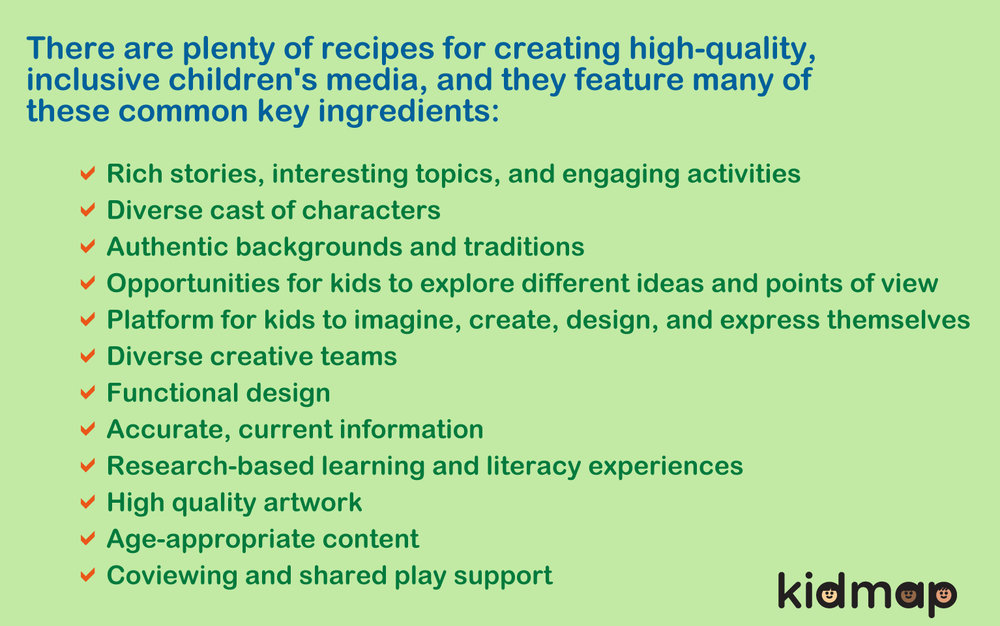 There are plenty of recipes for creating high-quality,
inclusive children's media, and they feature many of
these common key ingredients:
Rich stories, interesting topics, and engaging activities
Diverse cast of characters
Authentic backgrounds and traditions
Opportunities for kids to explore different ideas and points of view
Platform for kids to imagine, create, design, and express themselves
Diverse creative teams
Functional design
Accurate, current information
Research-based learning and literacy experiences
High quality artwork
Age-appropriate content
Coviewing and shared play support
kidmap